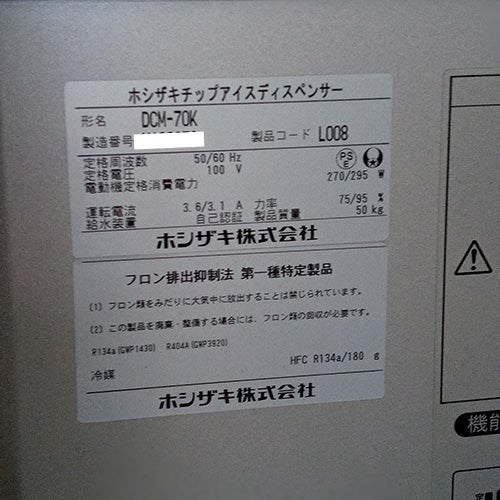 ホシザキチップアイスディスペンサー
形名 DCM-70K
製造番号 製品コード L008
定格周波数 50/60 Hz
定格電圧 100 V
電動機定格消費電力 270/295 W
PSE
運転電流 3.6/3.1 A 力率 75/95 %
給水装置 自己認証 製品質量 50 kg
ホシザキ株式会社
フロン排出抑制法 第一種特定製品
(1) フロン類をみだりに大気中に放出することは禁じられています。
(2) この製品を廃棄・整備する場合には、フロン類の回収が必要です。
R134a(GWP1430) R404A(GWP3920)
冷媒 HFC R134a/180 g
ホシザキ株式会社
機能
定